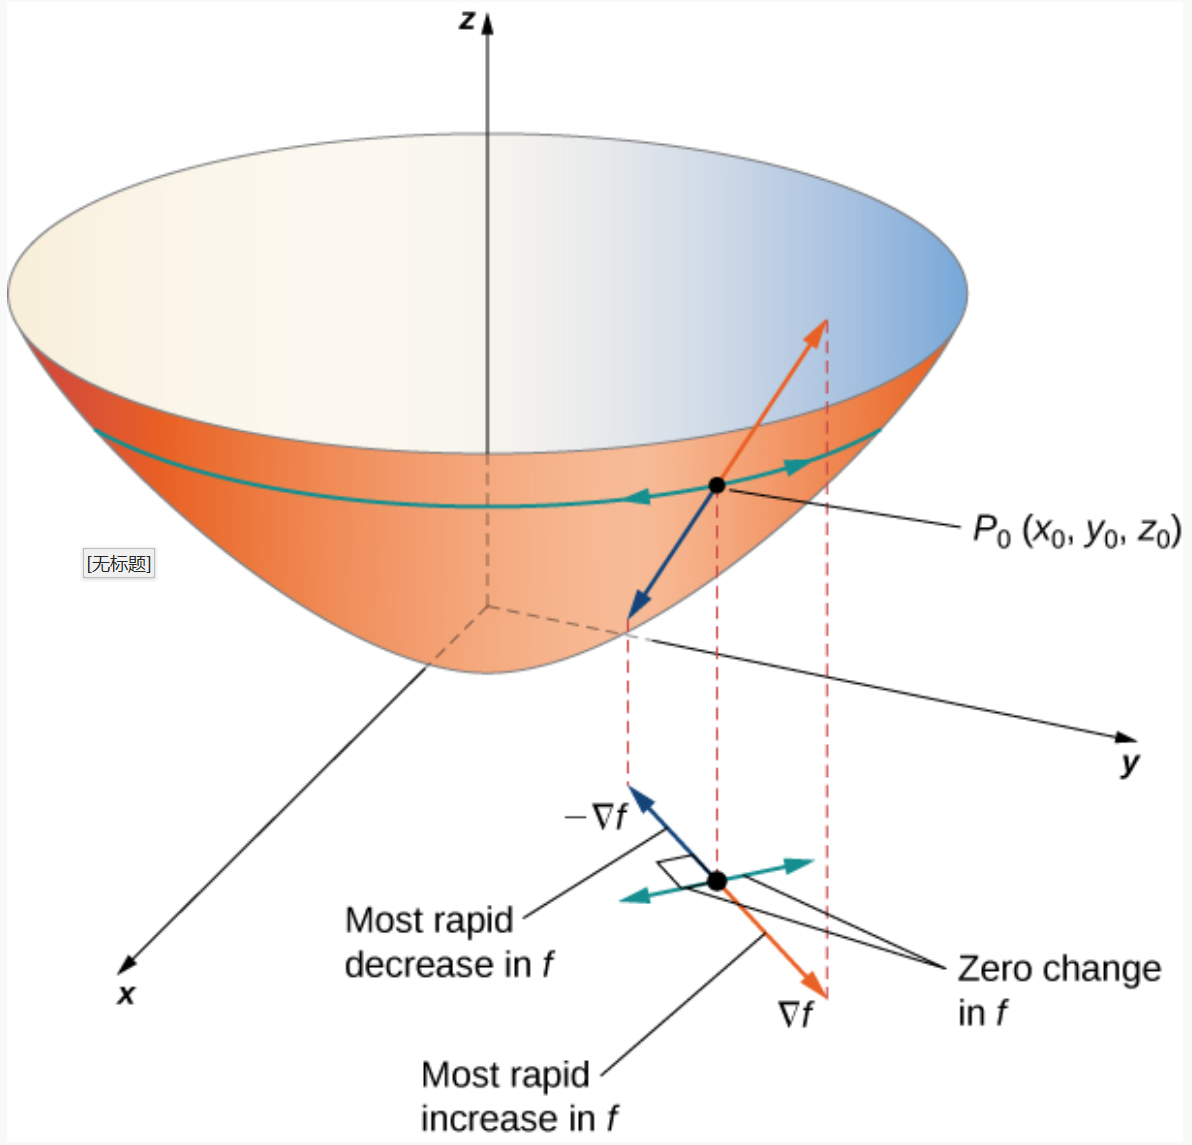 z
P₀ (x₀, y₀, z₀)
[无标题]
y
−∇f
Most rapid
decrease in f
x
Zero change
in f
∇f
Most rapid
increase in f